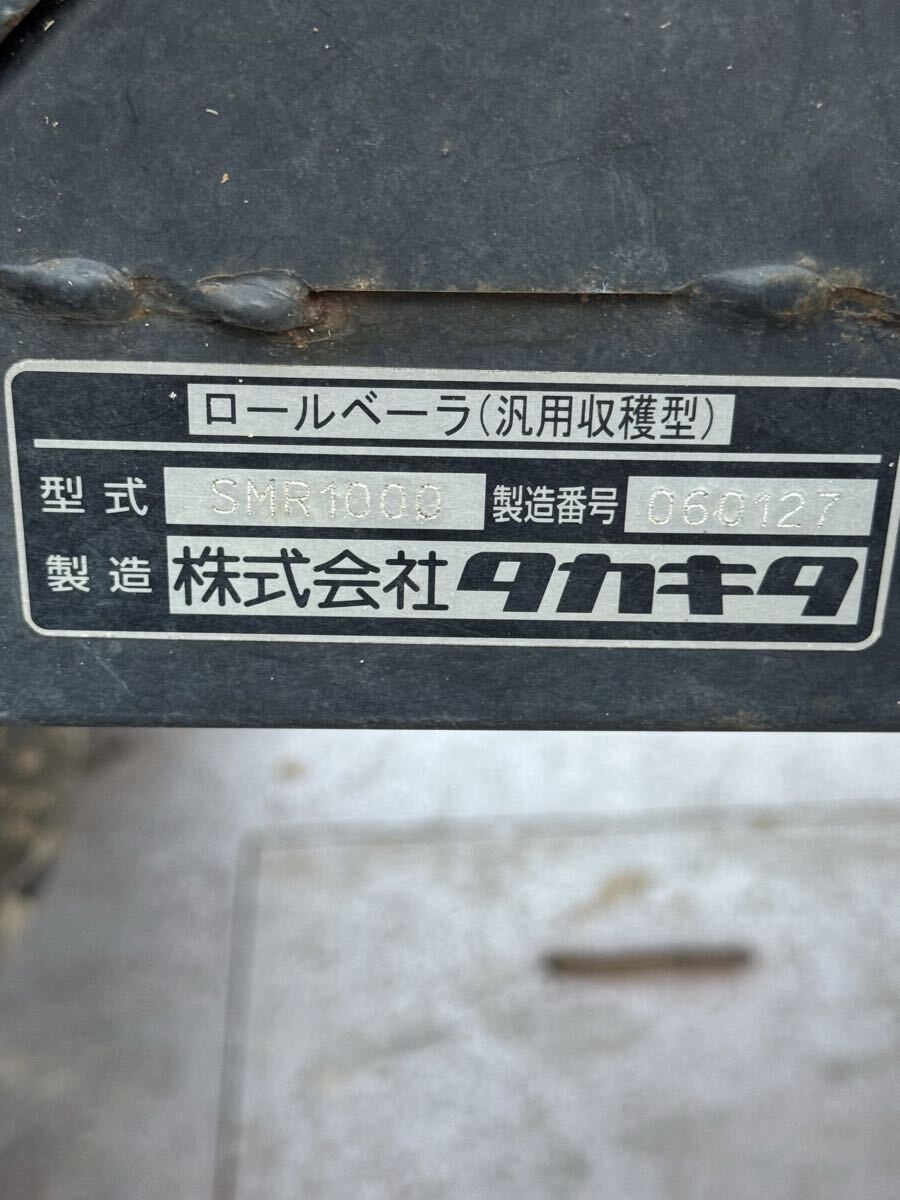 ロールベーラ(汎用収穫型)
型式 SMR1000 製造番号 060127
製造 株式会社タカキタ